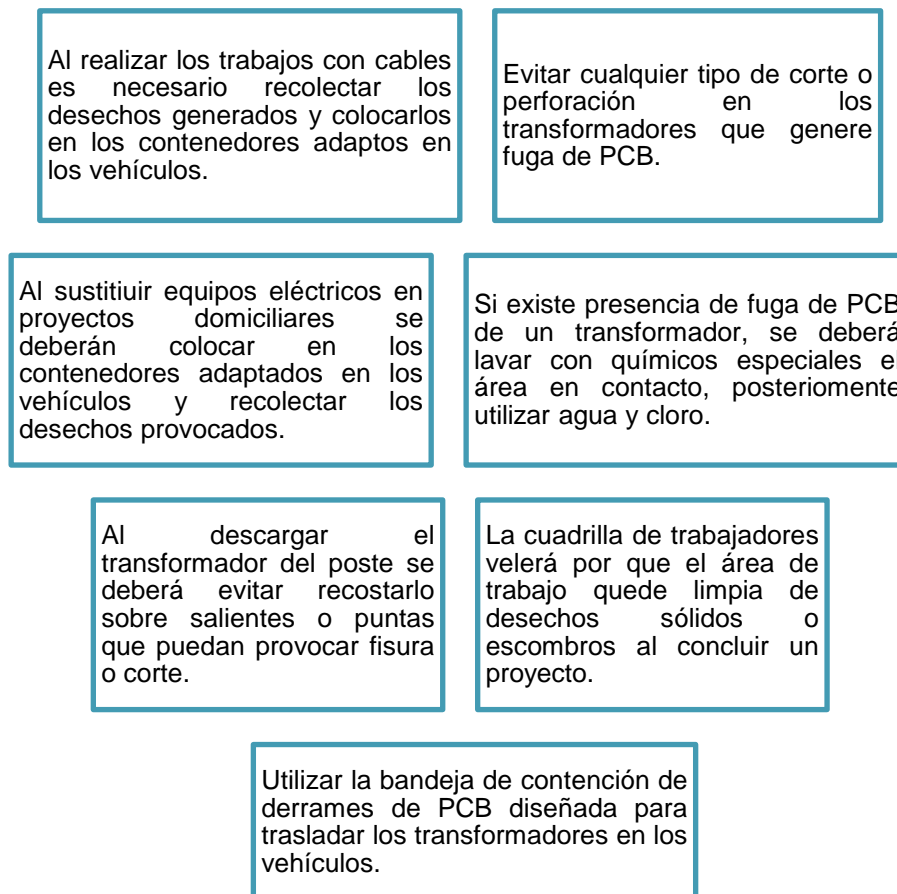 Al realizar los trabajos con cables
es necesario recolectar los
desechos generados y colocarlos
en los contenedores adaptos en
los vehículos.
Evitar cualquier tipo de corte o
perforación en los
transformadores que genere
fuga de PCB.
Al sustitiuir equipos eléctricos en
proyectos domiciliares se
deberán colocar en los
contenedores adaptados en los
vehículos y recolectar los
desechos provocados.
Si existe presencia de fuga de PCB
de un transformador, se deberá
lavar con químicos especiales el
área en contacto, posteriomente
utilizar agua y cloro.
Al descargar el
transformador del poste se
deberá evitar recostarlo
sobre salientes o puntas
que puedan provocar fisura
o corte.
La cuadrilla de trabajadores
velerá por que el área de
trabajo quede limpia de
desechos sólidos o
escombros al concluir un
proyecto.
Utilizar la bandeja de contención de
derrames de PCB diseñada para
trasladar los transformadores en los
vehículos.